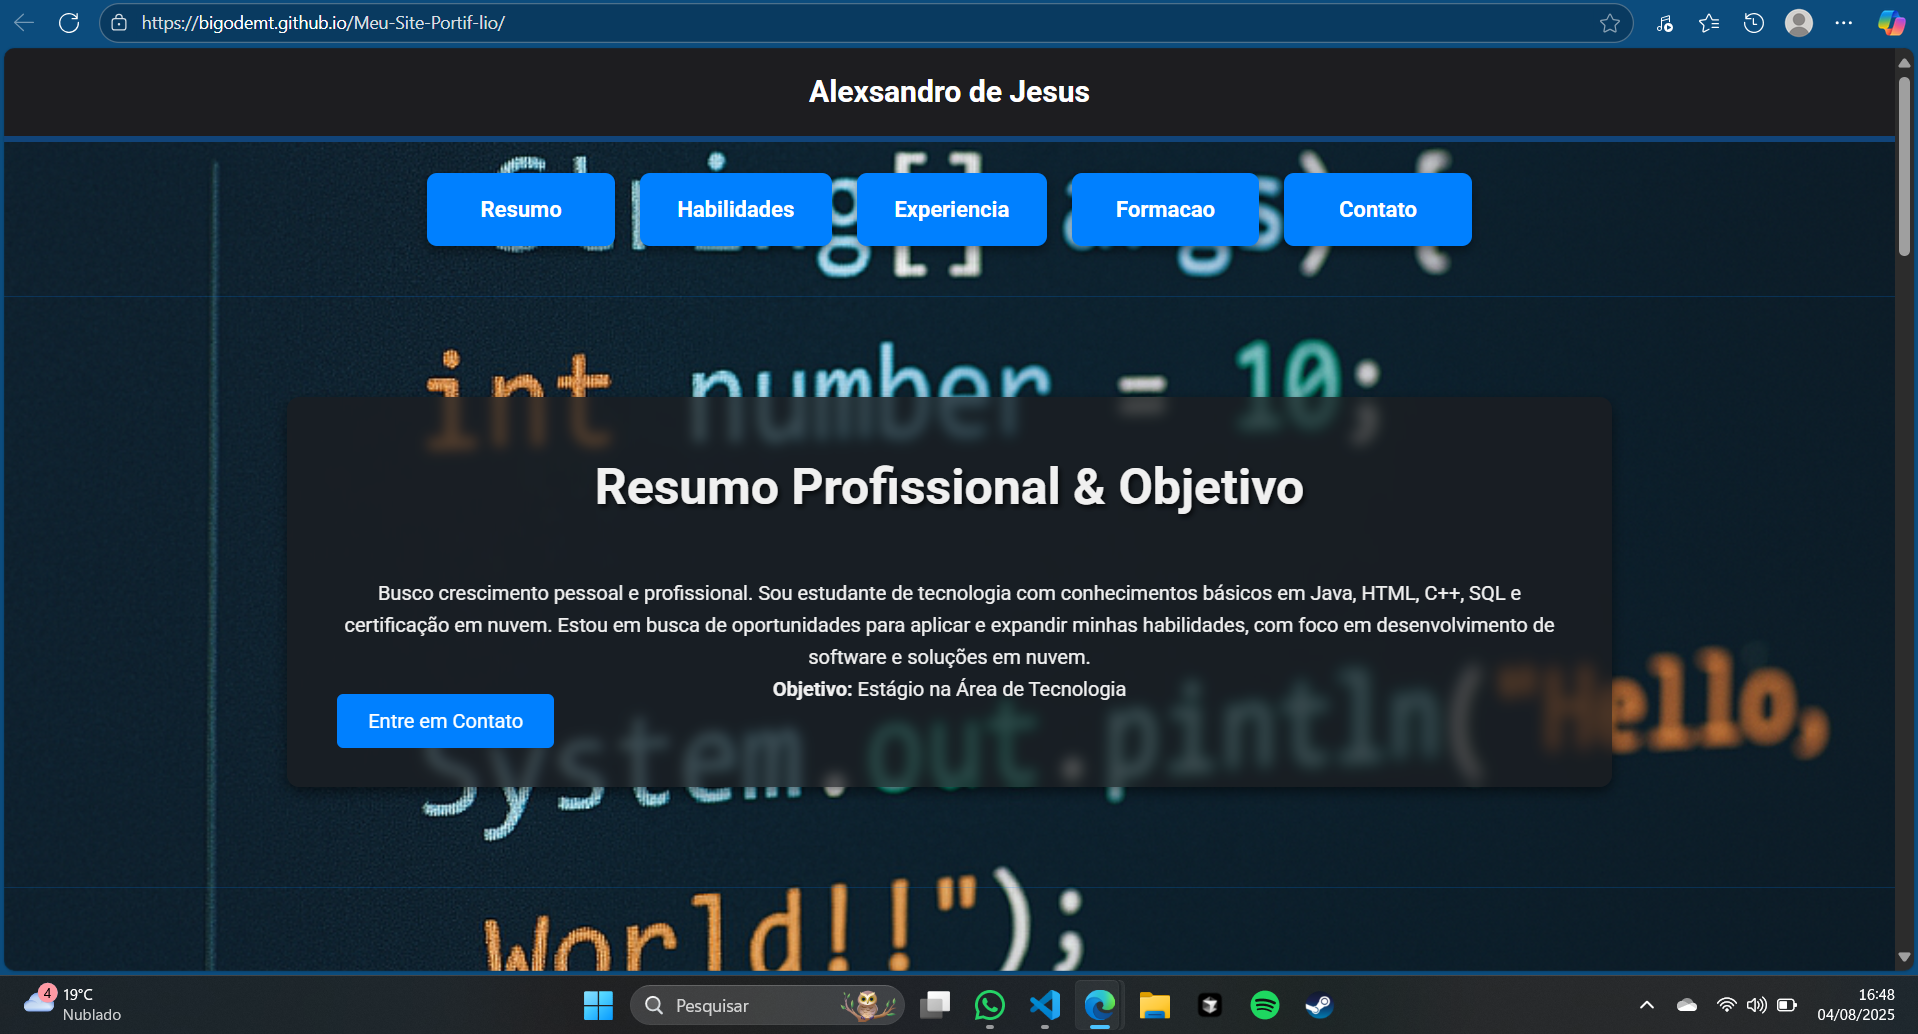 https://bigodemt.github.io/Meu-Site-Portif-lio/
Alexsandro de Jesus
Resumo
Habilidades
Experiencia
Formacao
Contato
int number = 10;
Resumo Profissional & Objetivo
Busco crescimento pessoal e profissional. Sou estudante de tecnologia com conhecimentos básicos em Java, HTML, C++, SQL e
certificação em nuvem. Estou em busca de oportunidades para aplicar e expandir minhas habilidades, com foco em desenvolvimento de
software e soluções em nuvem.
Objetivo: Estágio na Área de Tecnologia
Entre em Contato
System.out.pintln("Hello,
World!!");
4
19°C
Nublado
Pesquisar
16:48
04/08/2025